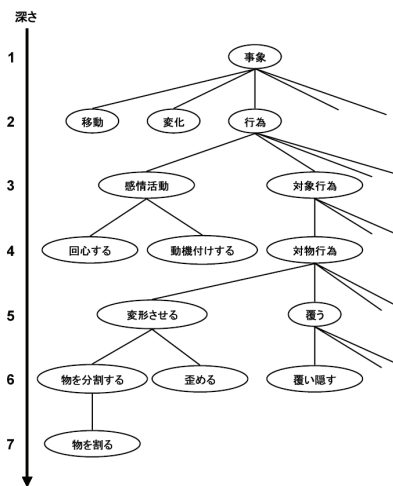 深さ
1
事象
2
移動
変化
行為
3
感情活動
対象行為
4
回心する
動機付けする
対物行為
5
変形させる
覆う
6
物を分割する
歪める
覆い隠す
7
物を割る